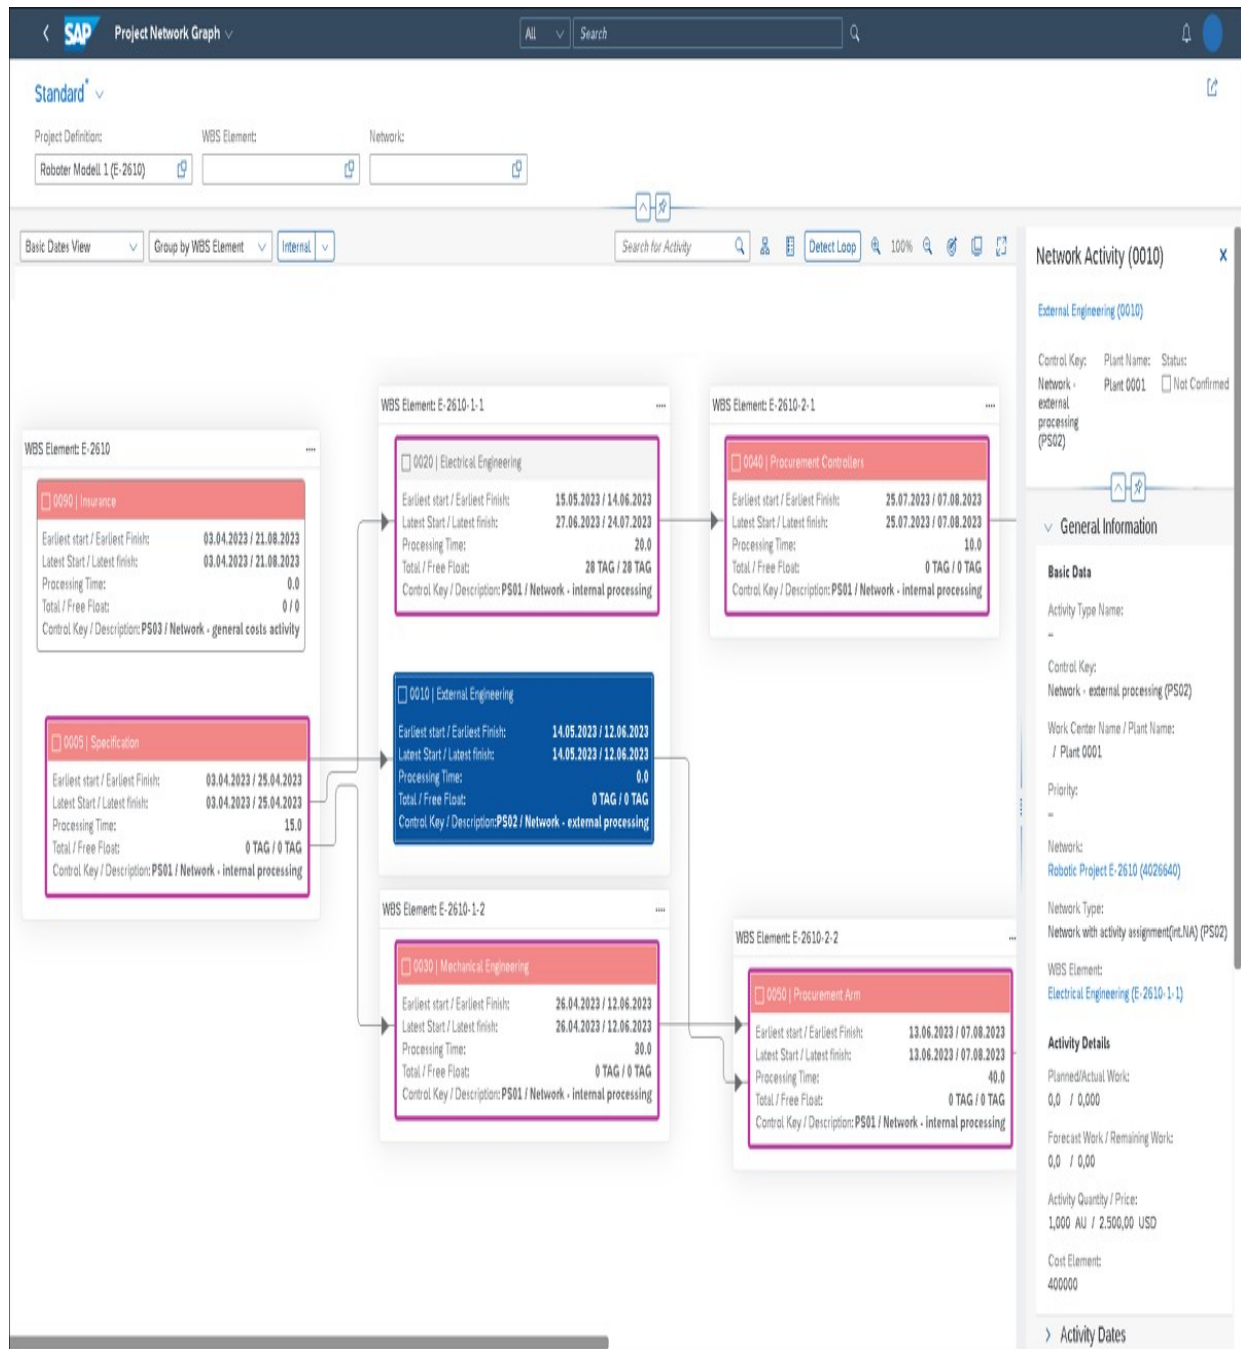 SAP Project Network Graph
All Search
Standard*
Project Definition: WBS Element: Network:
Roboter Modell 1 (E-2610)
Basic Dates View Group by WBS Element Internal
Search for Activity Detect Loop 100%
WBS Element: E-2610
0090 | Insurance
Earliest start / Earliest Finish: 03.04.2023 / 21.08.2023
Latest Start / Latest finish: 03.04.2023 / 21.08.2023
Processing Time: 0.0
Total / Free Float: 0 / 0
Control Key / Description: PS03 / Network - general costs activity
0005 | Specification
Earliest start / Earliest Finish: 03.04.2023 / 25.04.2023
Latest Start / Latest finish: 03.04.2023 / 25.04.2023
Processing Time: 15.0
Total / Free Float: 0 TAG / 0 TAG
Control Key / Description: PS01 / Network - internal processing
WBS Element: E-2610-1-1
0020 | Electrical Engineering
Earliest start / Earliest Finish: 15.05.2023 / 14.06.2023
Latest Start / Latest finish: 27.06.2023 / 24.07.2023
Processing Time: 20.0
Total / Free Float: 28 TAG / 28 TAG
Control Key / Description: PS01 / Network - internal processing
0010 | External Engineering
Earliest start / Earliest Finish: 14.05.2023 / 12.06.2023
Latest Start / Latest finish: 14.05.2023 / 12.06.2023
Processing Time: 0.0
Total / Free Float: 0 TAG / 0 TAG
Control Key / Description: PS02 / Network - external processing
WBS Element: E-2610-1-2
0030 | Mechanical Engineering
Earliest start / Earliest Finish: 26.04.2023 / 12.06.2023
Latest Start / Latest finish: 26.04.2023 / 12.06.2023
Processing Time: 30.0
Total / Free Float: 0 TAG / 0 TAG
Control Key / Description: PS01 / Network - internal processing
WBS Element: E-2610-2-1
0040 | Procurement Controllers
Earliest start / Earliest Finish: 25.07.2023 / 07.08.2023
Latest Start / Latest finish: 25.07.2023 / 07.08.2023
Processing Time: 10.0
Total / Free Float: 0 TAG / 0 TAG
Control Key / Description: PS01 / Network - internal processing
WBS Element: E-2610-2-2
0050 | Procurement Arm
Earliest start / Earliest Finish: 13.06.2023 / 07.08.2023
Latest Start / Latest finish: 13.06.2023 / 07.08.2023
Processing Time: 40.0
Total / Free Float: 0 TAG / 0 TAG
Control Key / Description: PS01 / Network - internal processing
Network Activity (0010)
External Engineering (0010)
Control Key: Plant Name: Status:
Network - Plant 0001 Not Confirmed
external
processing
(PS02)
General Information
Basic Data
Activity Type Name:
–
Control Key:
Network - external processing (PS02)
Work Center Name / Plant Name:
/ Plant 0001
Priority:
–
Network:
Robotic Project E-2610 (4026640)
Network Type:
Network with activity assignment(int.NA) (PS02)
WBS Element:
Electrical Engineering (E-2610-1-1)
Activity Details
Planned/Actual Work:
0,0 / 0,000
Forecast Work / Remaining Work:
0,0 / 0,00
Activity Quantity / Price:
1,000 AU / 2.500,00 USD
Cost Element:
400000
Activity Dates